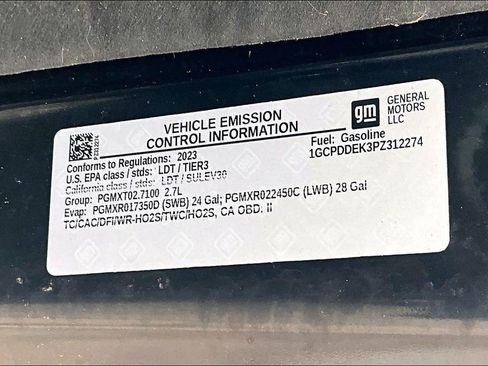 VEHICLE EMISSION
CONTROL INFORMATION
gm
GENERAL
MOTORS
LLC
PZ312274
Conforms to Regulations: 2023
Fuel: Gasoline
U.S. EPA class / stds: LDT / TIER3
1GCPDDEK3PZ312274
California class / stds: LDT / SULEV30
Group: PGMXT02.7100 2.7L
Evap: PGMXR017350D (SWB) 24 Gal; PGMXR022450C (LWB) 28 Gal
TC/CAC/DFI/WR-HO2S/TWC/HO2S, CA OBD: II